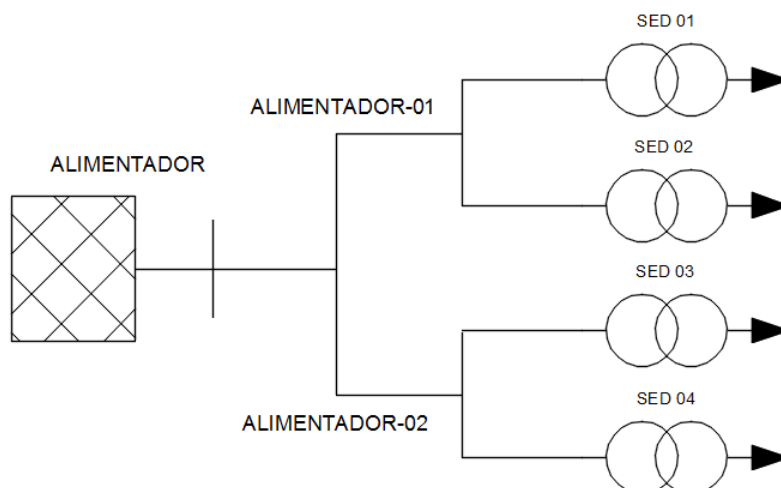 SED 01
ALIMENTADOR-01
SED 02
ALIMENTADOR
SED 03
SED 04
ALIMENTADOR-02